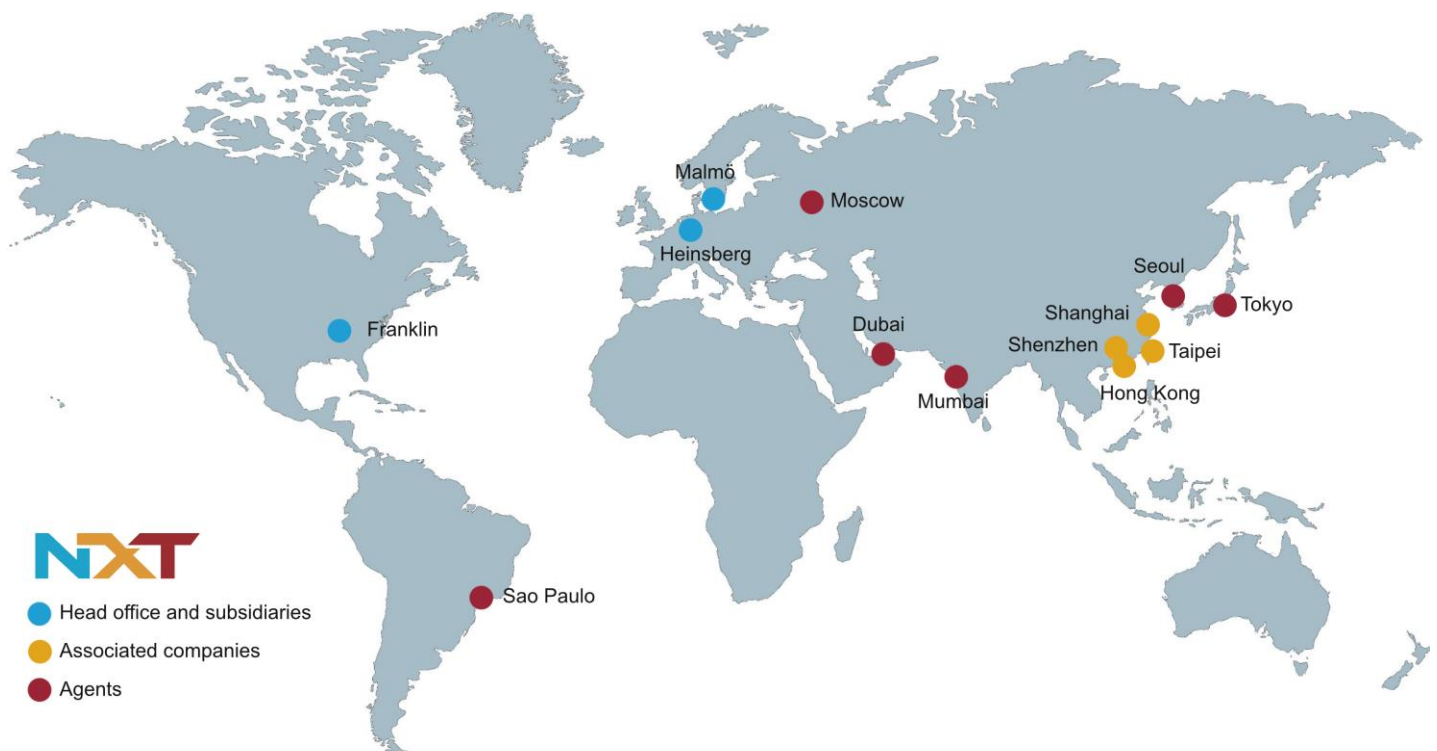 Malmö
Moscow
Heinsberg
Seoul
Franklin
Shanghai
Tokyo
Dubai
Shenzhen
Taipei
Mumbai
Hong Kong
NXT
Sao Paulo
Head office and subsidiaries
Associated companies
Agents